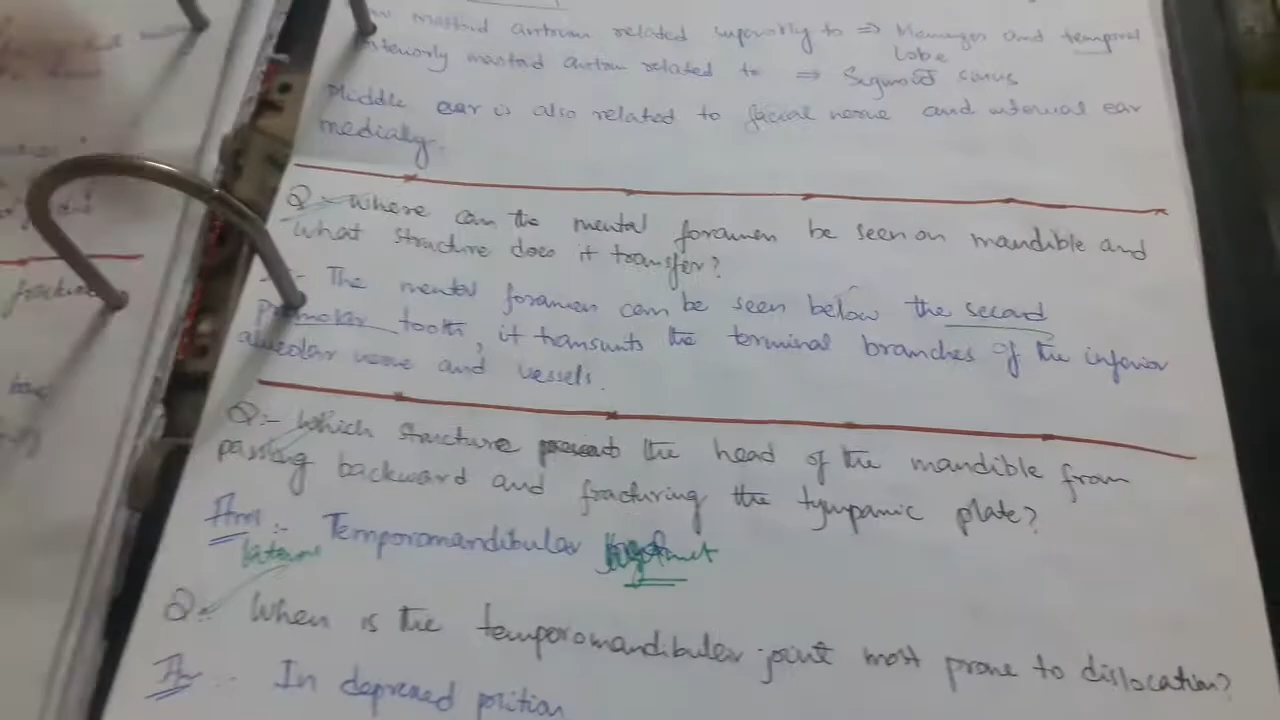 mastoid antrum related superiorly to ⇒ Meninges and temporal
Lobe
mastoid antrum related to ⇒ Sigmoid sinus
Middle ear is also related to facial nerve and internal ear
medially.
Q:- Where can the mental foramen be seen on mandible and
what structure does it transfer?
:- The mental foramen can be seen below the second
Premolar tooth, it transmits the terminal branches of the inferior
alveolar nerve and vessels.
Q:- Which structure prevents the head of the mandible from
passing backward and fracturing the tympanic plate?
Ans:- Temporomandibular ligament
lateral
Q:- When is the temporomandibular joint most prone to dislocation?
:- In depressed position